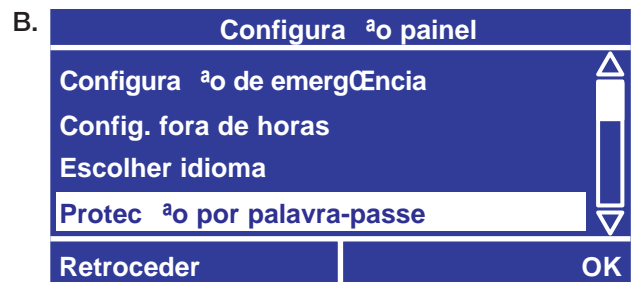 B.
Configura ªo painel
Configura ªo de emergŒncia
Config. fora de horas
Escolher idioma
Protec ªo por palavra-passe
Retroceder OK